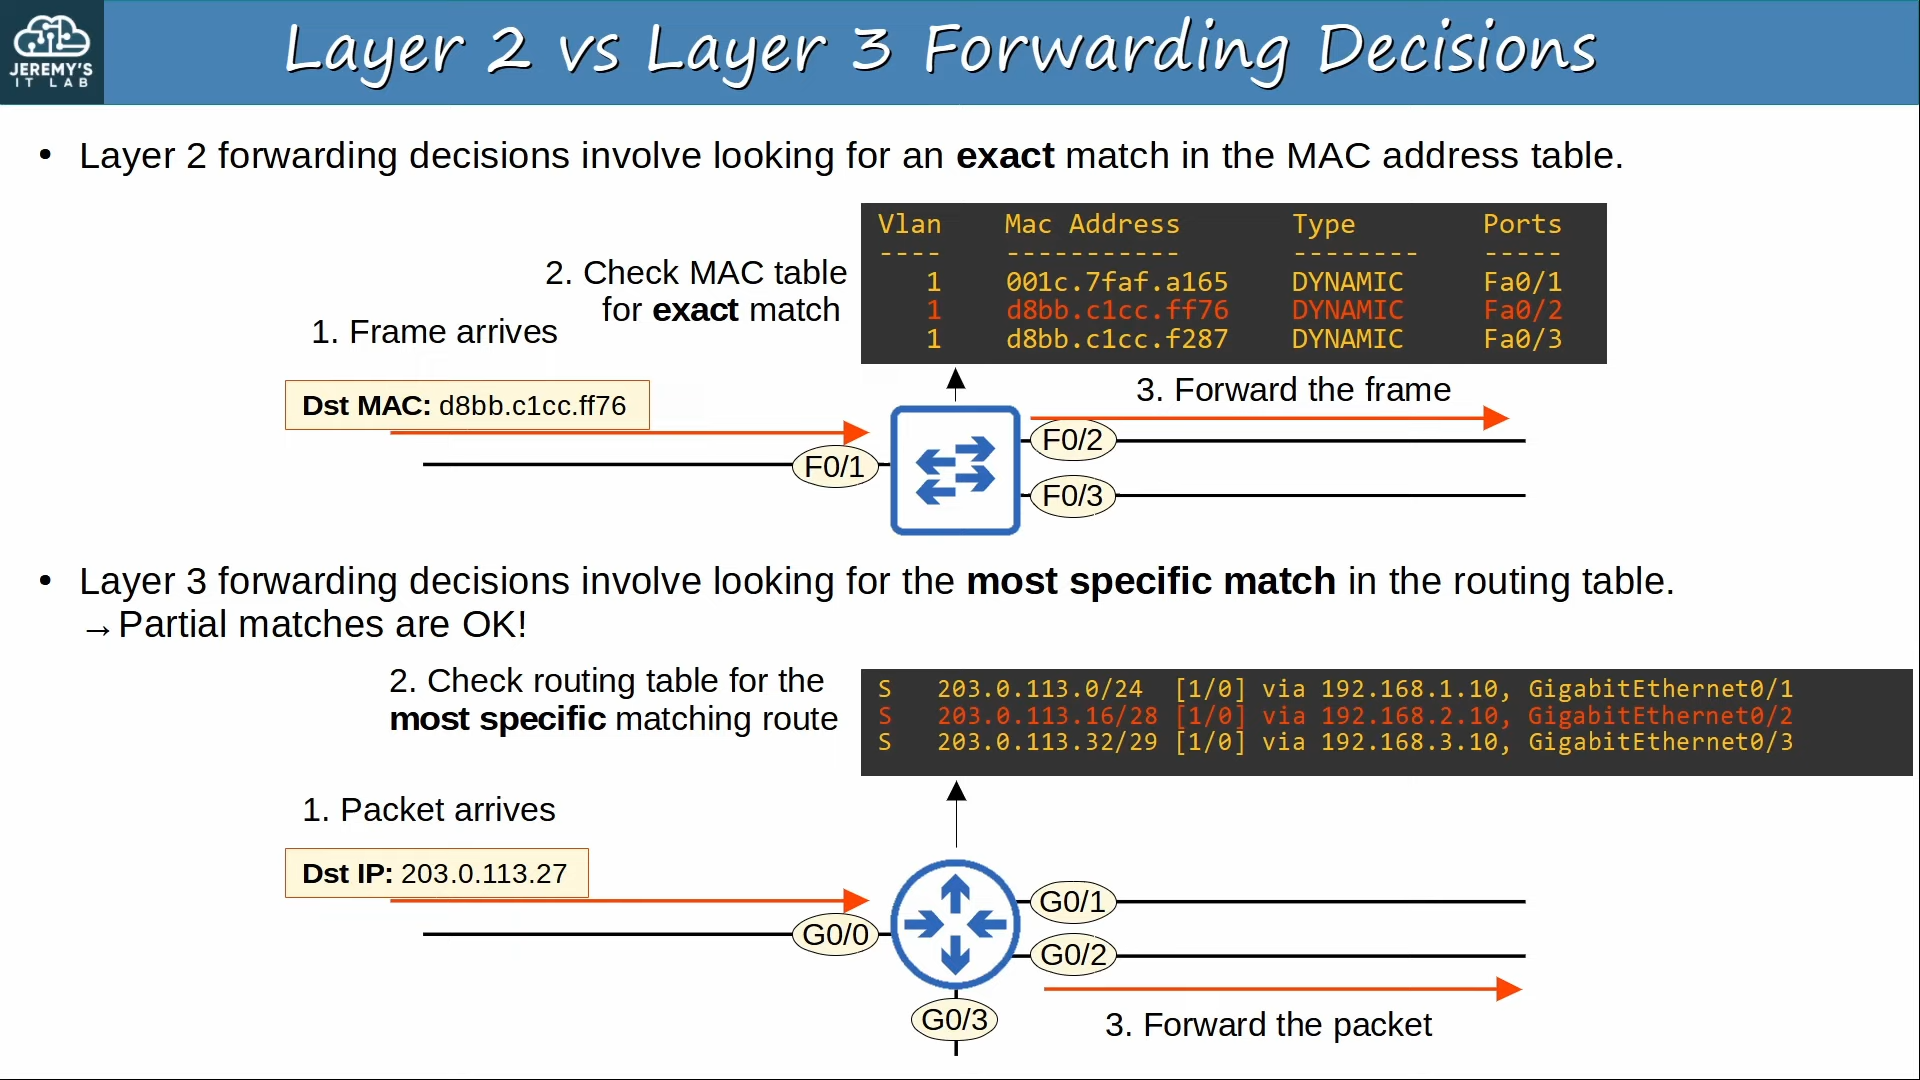 JEREMY'S
IT LAB
Layer 2 vs Layer 3 Forwarding Decisions
• Layer 2 forwarding decisions involve looking for an exact match in the MAC address table.
Vlan Mac Address Type Ports
---- ----------- -------- -----
1 001c.7faf.a165 DYNAMIC Fa0/1
1 d8bb.c1cc.ff76 DYNAMIC Fa0/2
1 d8bb.c1cc.f287 DYNAMIC Fa0/3
2. Check MAC table
for exact match
1. Frame arrives
Dst MAC: d8bb.c1cc.ff76
3. Forward the frame
F0/1
F0/2
F0/3
• Layer 3 forwarding decisions involve looking for the most specific match in the routing table.
→Partial matches are OK!
2. Check routing table for the
most specific matching route
S 203.0.113.0/24 [1/0] via 192.168.1.10, GigabitEthernet0/1
S 203.0.113.16/28 [1/0] via 192.168.2.10, GigabitEthernet0/2
S 203.0.113.32/29 [1/0] via 192.168.3.10, GigabitEthernet0/3
1. Packet arrives
Dst IP: 203.0.113.27
G0/0
G0/1
G0/2
G0/3
3. Forward the packet